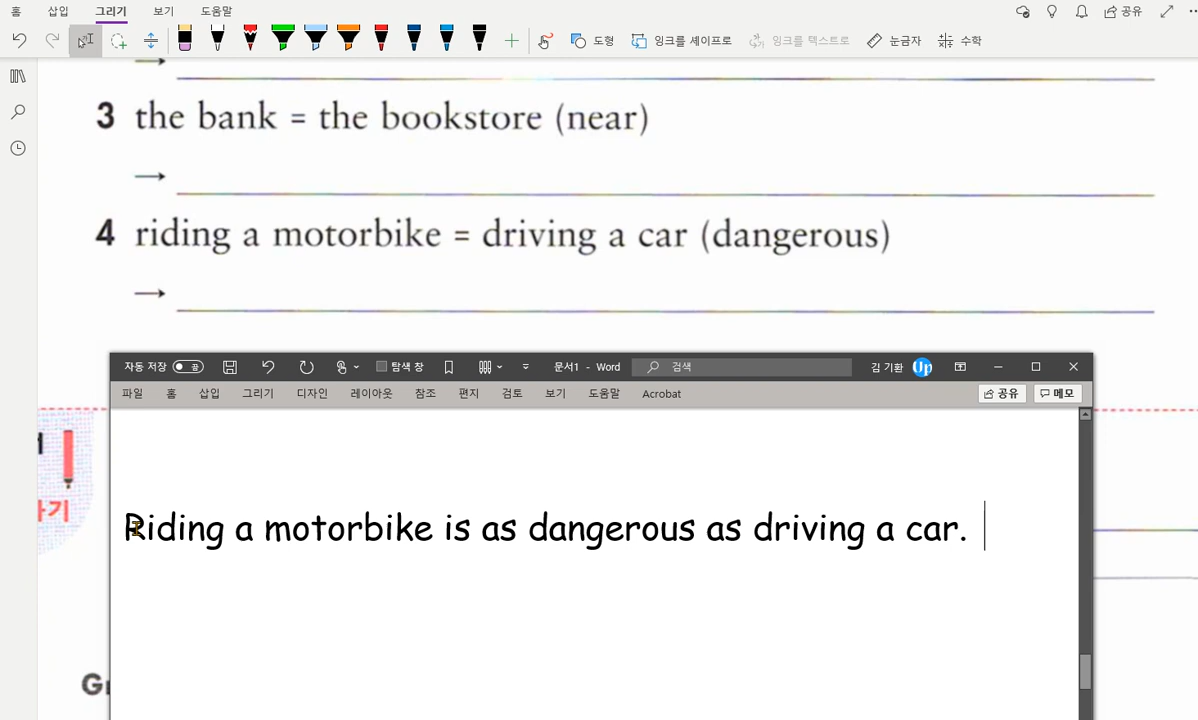 홈 삽입 그리기 보기 도움말 공유
도형 잉크를 셰이프로 잉크를 텍스트로 눈금자 수학
→
3 the bank = the bookstore (near)
→
4 riding a motorbike = driving a car (dangerous)
→
자동 저장 끔 탐색 창 문서1 - Word 검색 김 기환 Up
파일 홈 삽입 그리기 디자인 레이아웃 참조 편지 검토 보기 도움말 Acrobat 공유 메모
Riding a motorbike is as dangerous as driving a car.